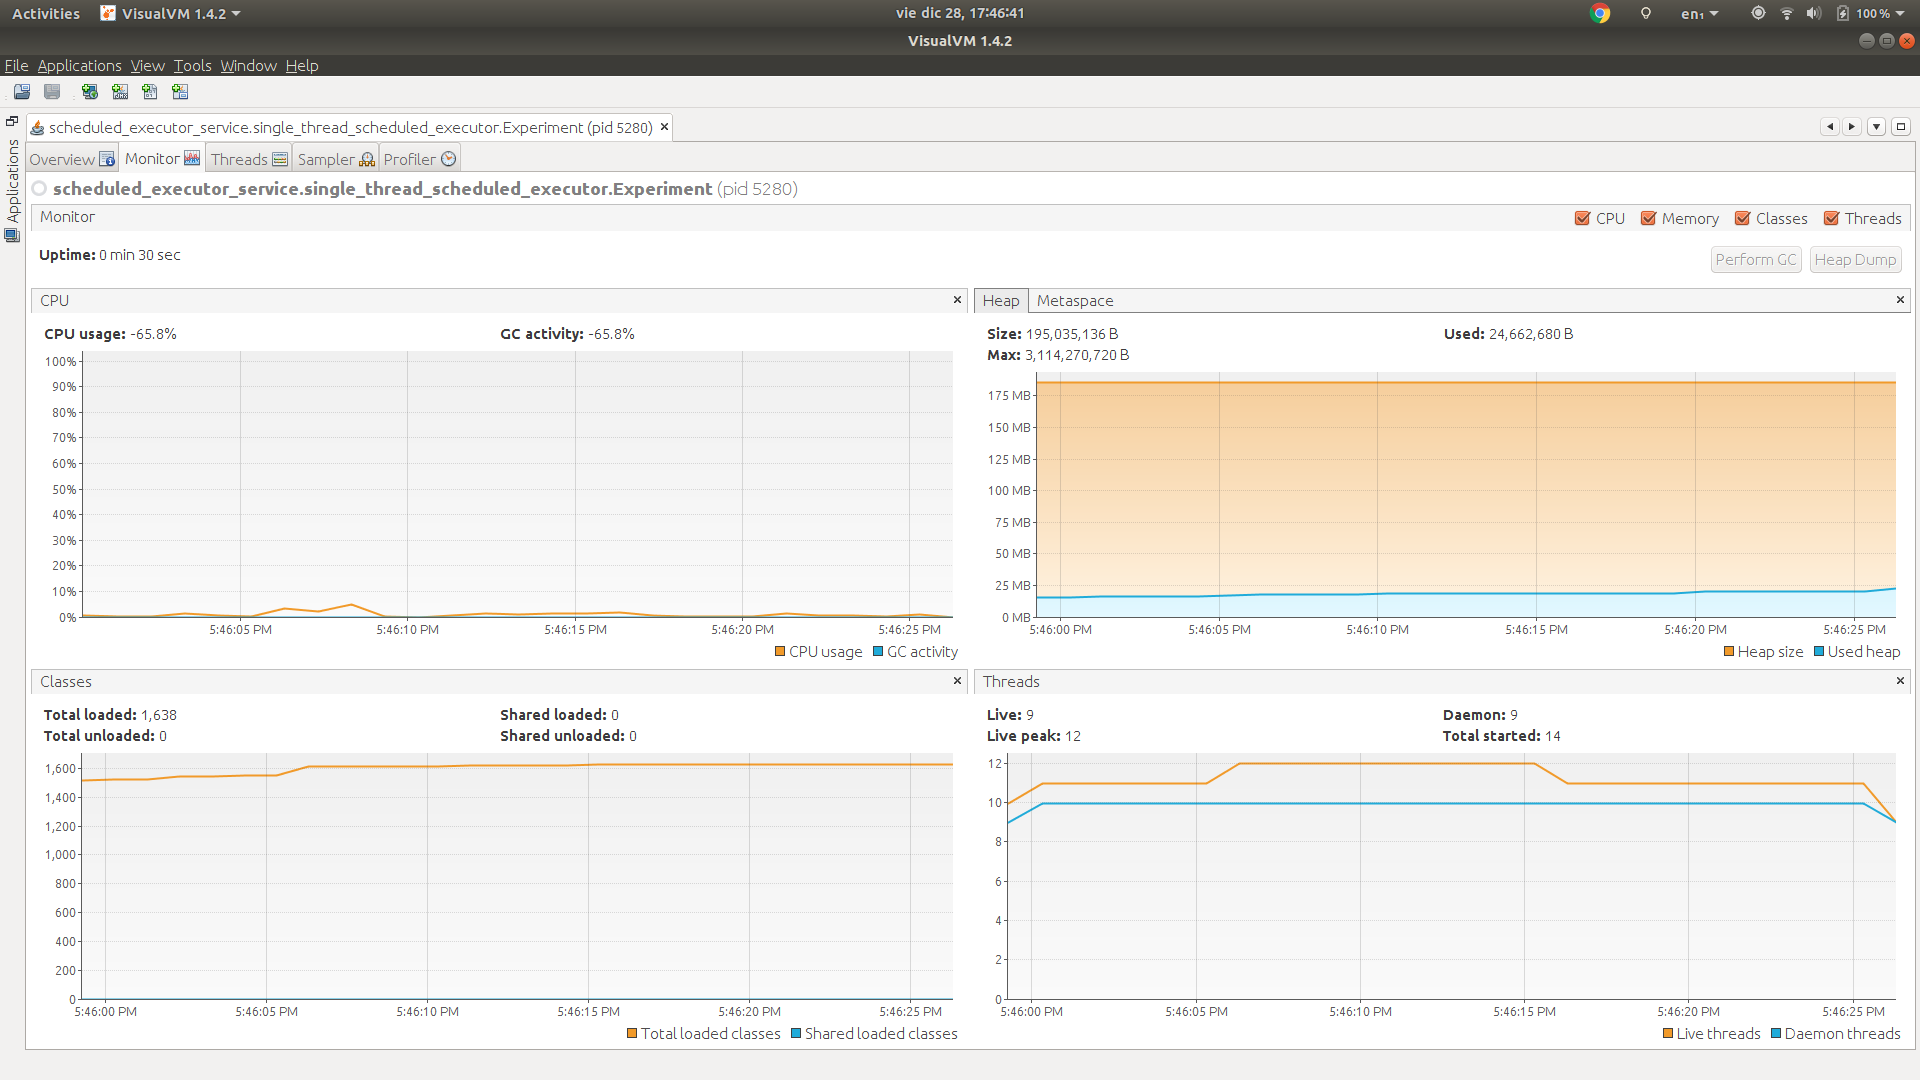 Activities VisualVM 1.4.2 vie dic 28, 17:46:41 en₁ 100 %
VisualVM 1.4.2
File Applications View Tools Window Help
scheduled_executor_service.single_thread_scheduled_executor.Experiment (pid 5280)
Applications
Overview Monitor Threads Sampler Profiler
scheduled_executor_service.single_thread_scheduled_executor.Experiment (pid 5280)
Monitor CPU Memory Classes Threads
Uptime: 0 min 30 sec Perform GC Heap Dump
CPU
CPU usage: -65.8% GC activity: -65.8%
100%
90%
80%
70%
60%
50%
40%
30%
20%
10%
0%
5:46:05 PM 5:46:10 PM 5:46:15 PM 5:46:20 PM 5:46:25 PM
CPU usage GC activity
Heap Metaspace
Size: 195,035,136 B Used: 24,662,680 B
Max: 3,114,270,720 B
175 MB
150 MB
125 MB
100 MB
75 MB
50 MB
25 MB
0 MB
5:46:00 PM 5:46:05 PM 5:46:10 PM 5:46:15 PM 5:46:20 PM 5:46:25 PM
Heap size Used heap
Classes
Total loaded: 1,638 Shared loaded: 0
Total unloaded: 0 Shared unloaded: 0
1,600
1,400
1,200
1,000
800
600
400
200
0
5:46:00 PM 5:46:05 PM 5:46:10 PM 5:46:15 PM 5:46:20 PM 5:46:25 PM
Total loaded classes Shared loaded classes
Threads
Live: 9 Daemon: 9
Live peak: 12 Total started: 14
12
10
8
6
4
2
0
5:46:00 PM 5:46:05 PM 5:46:10 PM 5:46:15 PM 5:46:20 PM 5:46:25 PM
Live threads Daemon threads